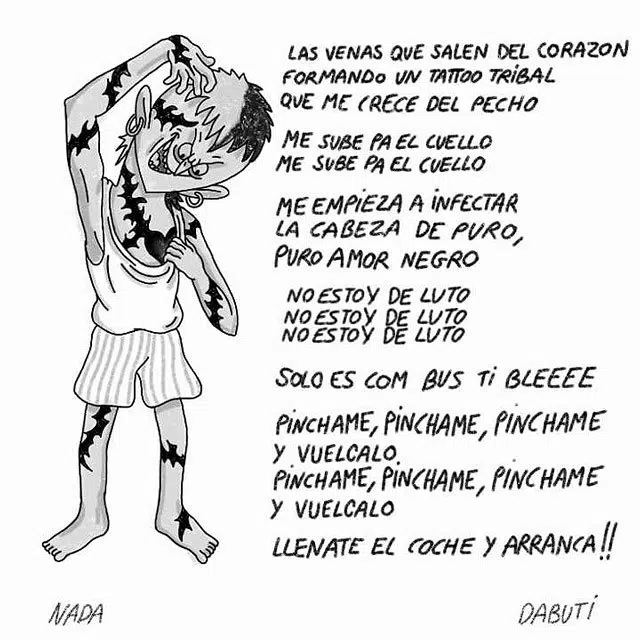 LAS VENAS QUE SALEN DEL CORAZON
FORMANDO UN TATTOO TRIBAL
QUE ME CRECE DEL PECHO
ME SUBE PA EL CUELLO
ME SUBE PA EL CUELLO
ME EMPIEZA A INFECTAR
LA CABEZA DE PURO,
PURO AMOR NEGRO
NO ESTOY DE LUTO
NO ESTOY DE LUTO
NO ESTOY DE LUTO
SOLO ES COM BUS TI BLEEEE
PINCHAME, PINCHAME, PINCHAME
Y VUELCALO.
PINCHAME, PINCHAME, PINCHAME
Y VUELCALO
LLENATE EL COCHE Y ARRANCA!!
NADA
DABUTI